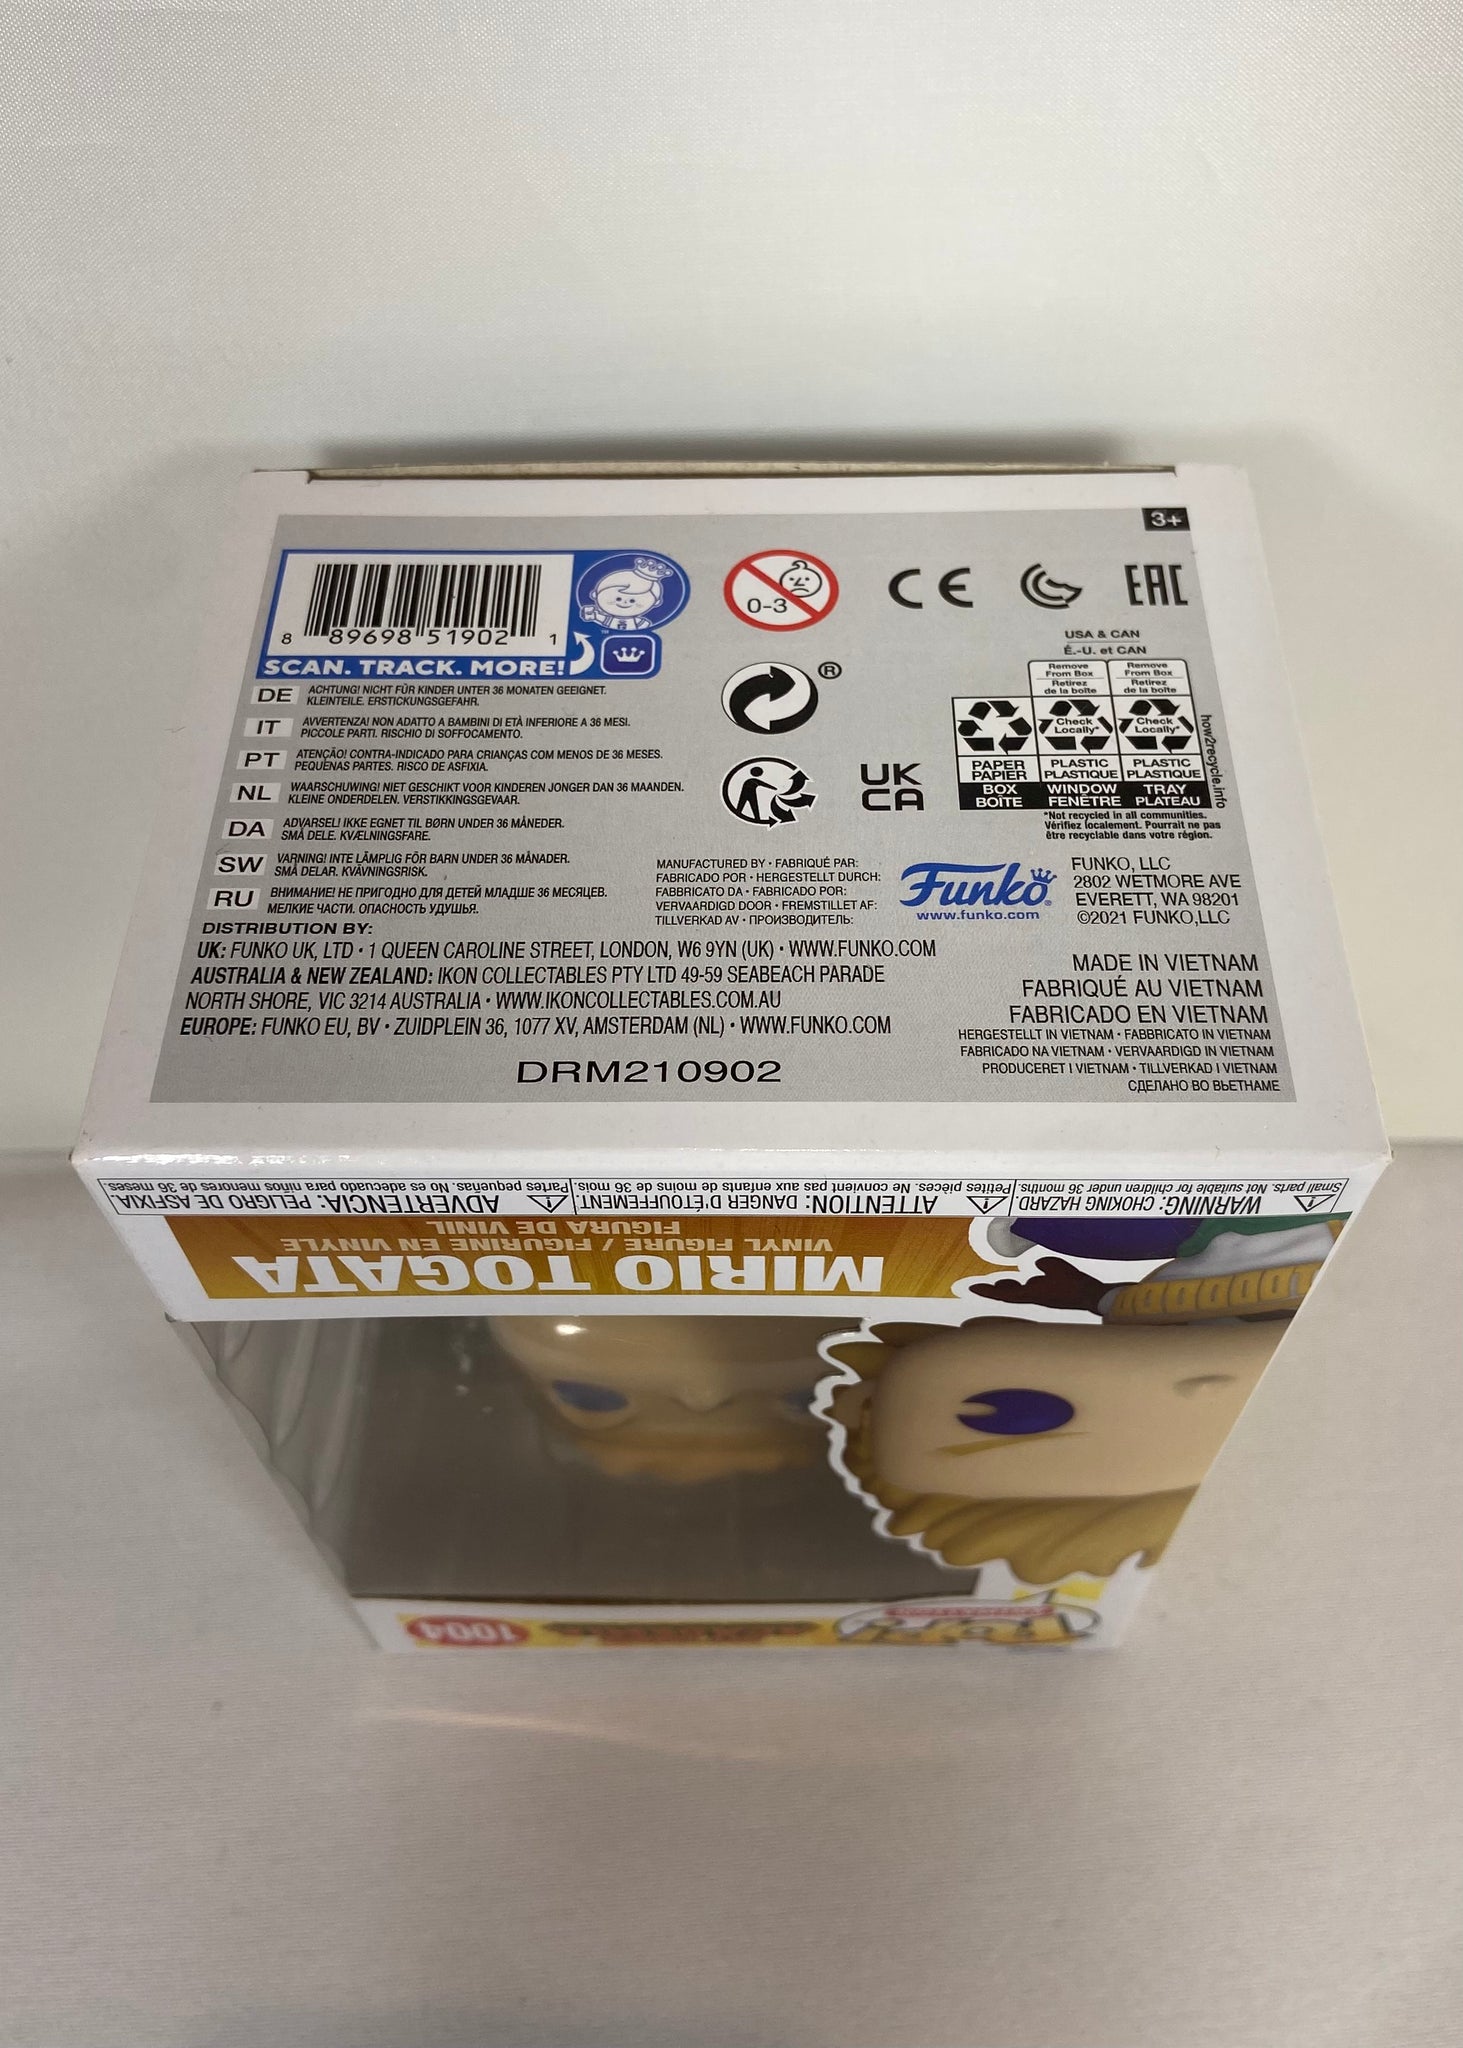 3+
8 89698 51902 1
SCAN. TRACK. MORE!
™
0-3
CE
EAC
USA & CAN
É.-U. et CAN
Remove From Box
Retirez de la boîte
Remove From Box
Retirez de la boîte
Check Locally*
Check Locally*
PAPER
PAPIER
PLASTIC
PLASTIQUE
PLASTIC
PLASTIQUE
BOX
BOÎTE
WINDOW
FENÊTRE
TRAY
PLATEAU
how2recycle.info
*Not recycled in all communities.
Vérifiez localement. Pourrait ne pas
être recyclable dans votre région.
®
UK
CA
DE ACHTUNG! NICHT FÜR KINDER UNTER 36 MONATEN GEEIGNET.
KLEINTEILE. ERSTICKUNGSGEFAHR.
IT AVVERTENZA! NON ADATTO A BAMBINI DI ETÀ INFERIORE A 36 MESI.
PICCOLE PARTI. RISCHIO DI SOFFOCAMENTO.
PT ATENÇÃO! CONTRA-INDICADO PARA CRIANÇAS COM MENOS DE 36 MESES.
PEQUENAS PARTES. RISCO DE ASFIXIA.
NL WAARSCHUWING! NIET GESCHIKT VOOR KINDEREN JONGER DAN 36 MAANDEN.
KLEINE ONDERDELEN. VERSTIKKINGSGEVAAR.
DA ADVARSEL! IKKE EGNET TIL BØRN UNDER 36 MÅNEDER.
SMÅ DELE. KVÆLNINGSFARE.
SW VARNING! INTE LÄMPLIG FÖR BARN UNDER 36 MÅNADER.
SMÅ DELAR. KVÄVNINGSRISK.
RU ВНИМАНИЕ! НЕ ПРИГОДНО ДЛЯ ДЕТЕЙ МЛАДШЕ 36 МЕСЯЦЕВ.
МЕЛКИЕ ЧАСТИ. ОПАСНОСТЬ УДУШЬЯ.
MANUFACTURED BY • FABRIQUÉ PAR:
FABRICADO POR • HERGESTELLT DURCH:
FABBRICATO DA • FABRICADO POR:
VERVAARDIGD DOOR • FREMSTILLET AF:
TILLVERKAD AV • ПРОИЗВОДИТЕЛЬ:
Funko®
www.funko.com
FUNKO, LLC
2802 WETMORE AVE
EVERETT, WA 98201
©2021 FUNKO,LLC
DISTRIBUTION BY:
UK: FUNKO UK, LTD • 1 QUEEN CAROLINE STREET, LONDON, W6 9YN (UK) • WWW.FUNKO.COM
AUSTRALIA & NEW ZEALAND: IKON COLLECTABLES PTY LTD 49-59 SEABEACH PARADE
NORTH SHORE, VIC 3214 AUSTRALIA • WWW.IKONCOLLECTABLES.COM.AU
EUROPE: FUNKO EU, BV • ZUIDPLEIN 36, 1077 XV, AMSTERDAM (NL) • WWW.FUNKO.COM
DRM210902
MADE IN VIETNAM
FABRIQUÉ AU VIETNAM
FABRICADO EN VIETNAM
HERGESTELLT IN VIETNAM • FABBRICATO IN VIETNAM
FABRICADO NA VIETNAM • VERVAARDIGD IN VIETNAM
PRODUCERET I VIETNAM • TILLVERKAD I VIETNAM
СДЕЛАНО ВО ВЬЕТНАМЕ
WARNING: CHOKING HAZARD. Small parts. Not suitable for children under 36 months.
ATTENTION: DANGER D'ÉTOUFFEMENT. Petites pièces. Ne convient pas aux enfants de moins de 36 mois.
ADVERTENCIA: PELIGRO DE ASFIXIA. Partes pequeñas. No es adecuado para niños menores de 36 meses.
MIRIO TOGATA
VINYL FIGURE / FIGURINE EN VINYLE
FIGURA DE VINIL
POP!
1004